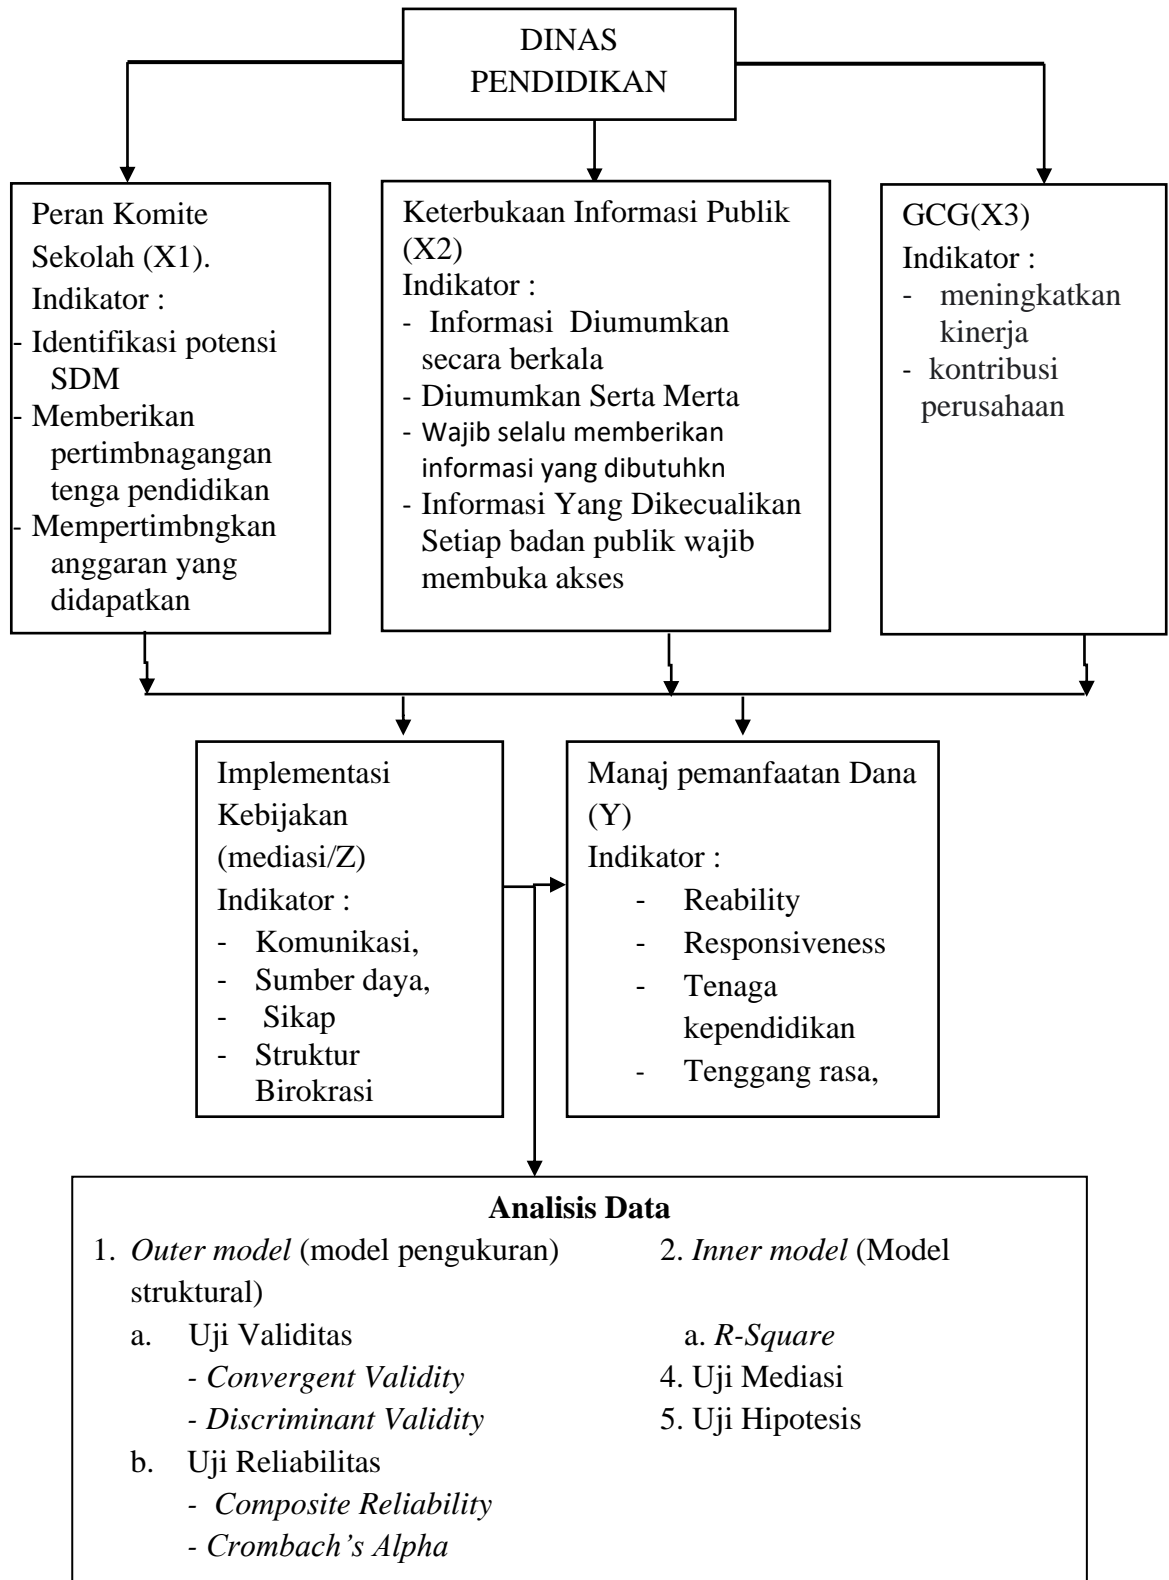 DINAS
PENDIDIKAN
Peran Komite
Sekolah (X1).
Indikator :
- Identifikasi potensi
SDM
- Memberikan
pertimbnagangan
tenga pendidikan
- Mempertimbngkan
anggaran yang
didapatkan
Keterbukaan Informasi Publik
(X2)
Indikator :
- Informasi Diumumkan
secara berkala
- Diumumkan Serta Merta
- Wajib selalu memberikan
informasi yang dibutuhkn
- Informasi Yang Dikecualikan
Setiap badan publik wajib
membuka akses
GCG(X3)
Indikator :
- meningkatkan
kinerja
- kontribusi
perusahaan
Implementasi
Kebijakan
(mediasi/Z)
Indikator :
- Komunikasi,
- Sumber daya,
- Sikap
- Struktur
Birokrasi
Manaj pemanfaatan Dana
(Y)
Indikator :
- Reability
- Responsiveness
- Tenaga
kependidikan
- Tenggang rasa,
Analisis Data
1. Outer model (model pengukuran) 2. Inner model (Model
struktural)
a. Uji Validitas a. R-Square
- Convergent Validity 4. Uji Mediasi
- Discriminant Validity 5. Uji Hipotesis
b. Uji Reliabilitas
- Composite Reliability
- Crombach’s Alpha